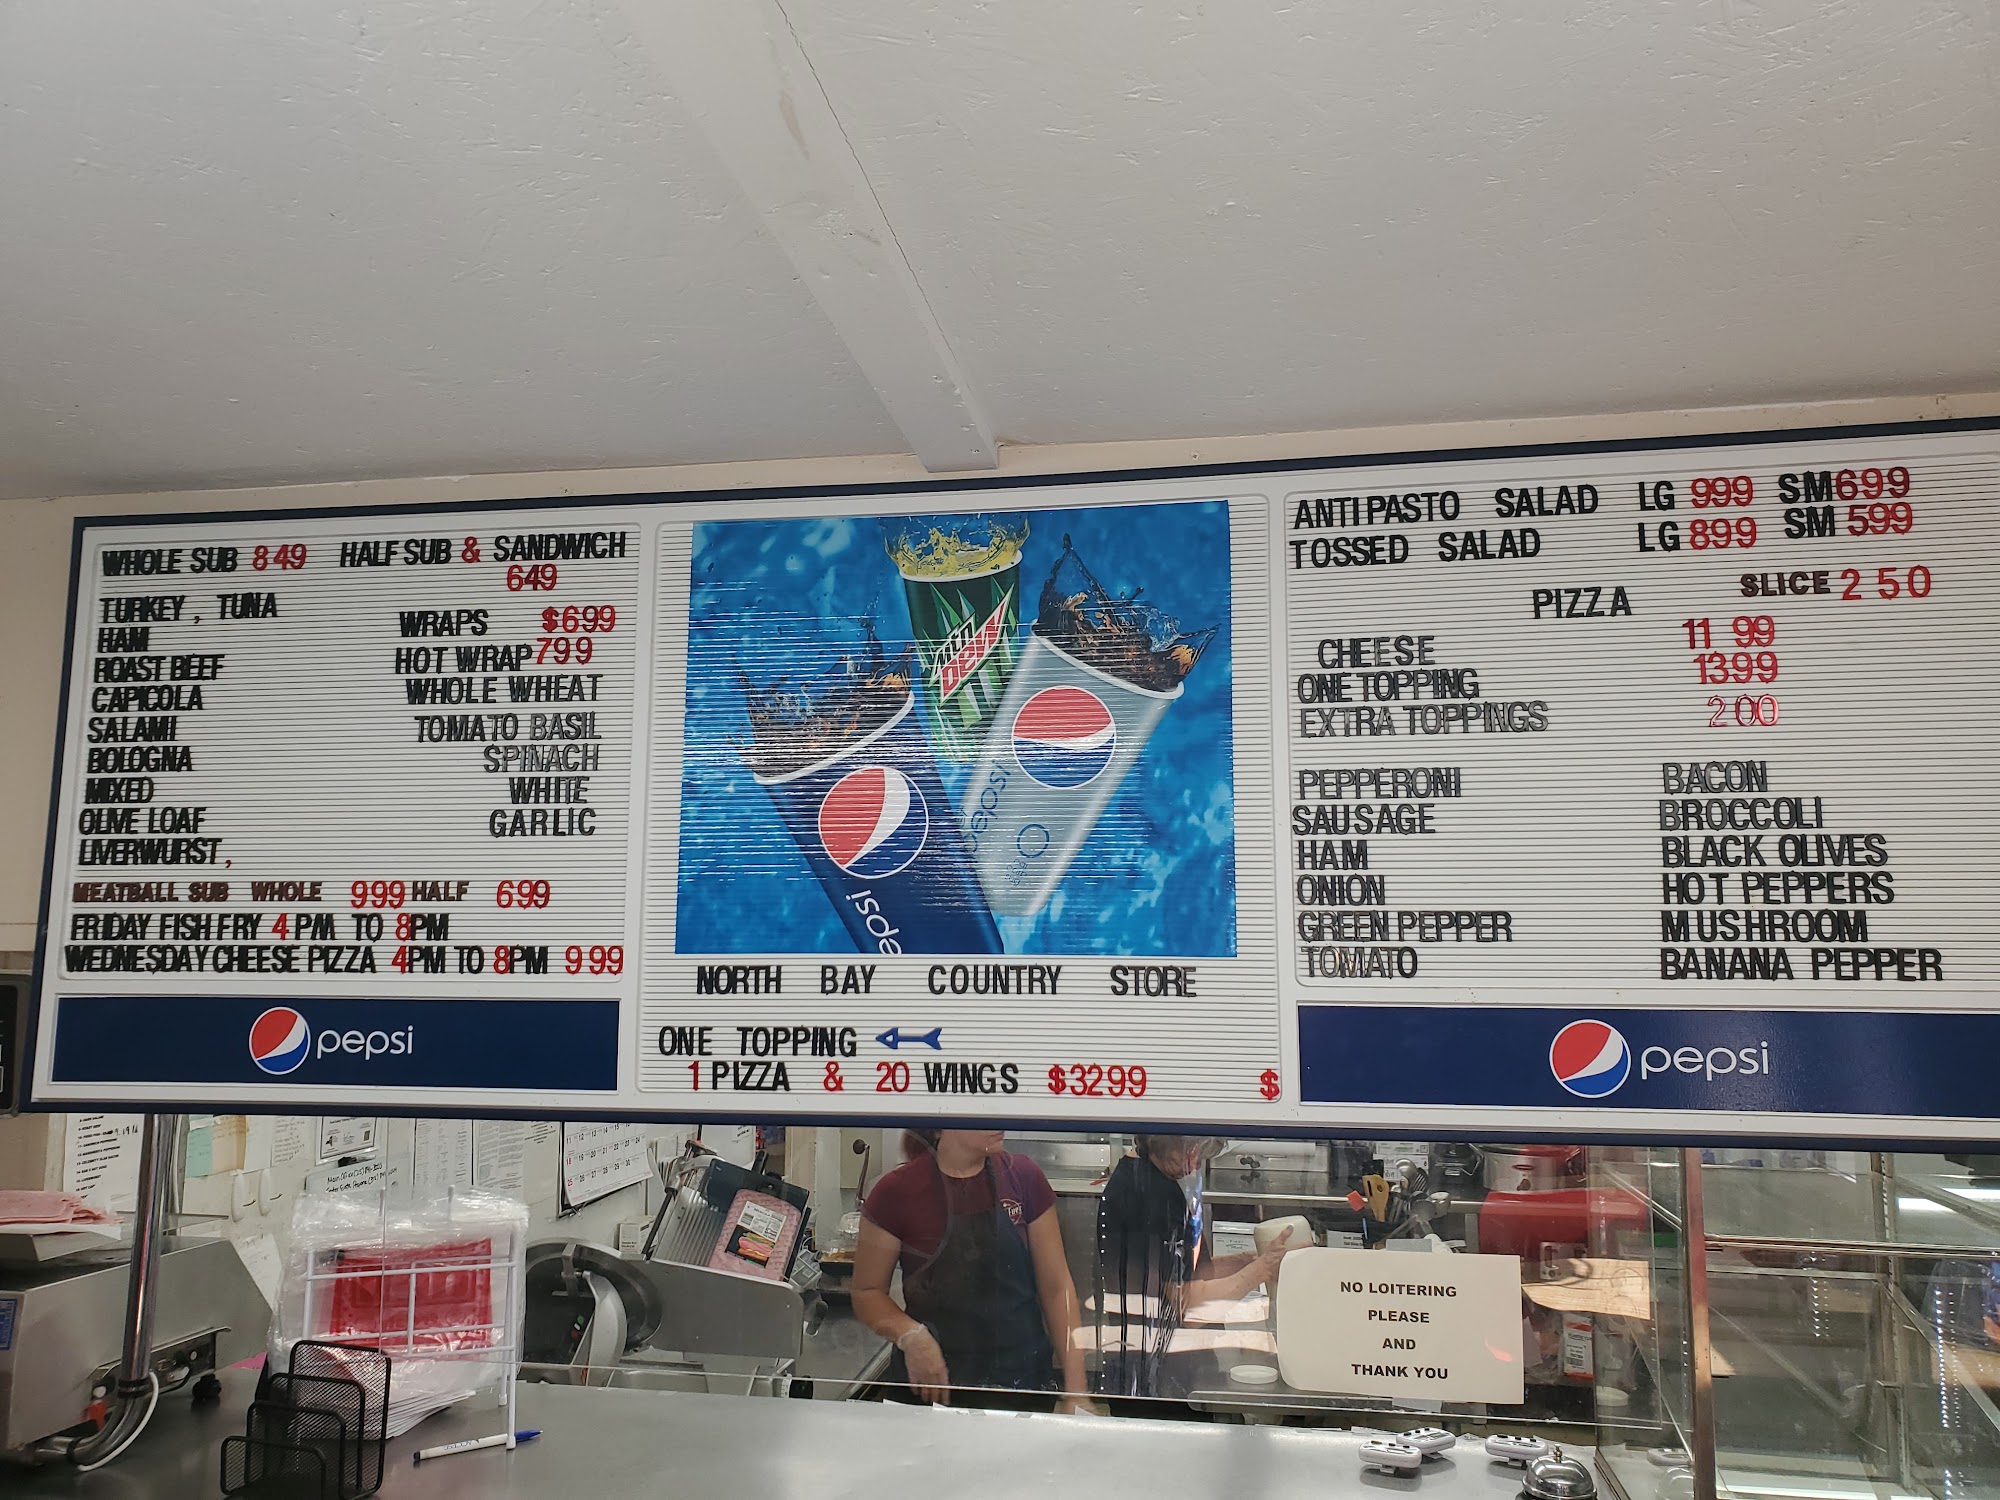 WHOLE SUB 849 HALF SUB & SANDWICH
649
TURKEY , TUNA
HAM
ROAST BEEF
CAPICOLA
SALAMI
BOLOGNA
MIXED
OLIVE LOAF
LIVERWURST ,
WRAPS $699
HOT WRAP 799
WHOLE WHEAT
TOMATO BASIL
SPINACH
WHITE
GARLIC
MEATBALL SUB WHOLE 999 HALF 699
FRIDAY FISH FRY 4 PM TO 8PM
WEDNESDAY CHEESE PIZZA 4PM TO 8PM 999
pepsi
Mtn
DEW
pepsi
pepsi
NORTH BAY COUNTRY STORE
ONE TOPPING
1 PIZZA & 20 WINGS $3299 $
ANTIPASTO SALAD LG 999 SM 699
TOSSED SALAD LG 899 SM 599
PIZZA SLICE 2 50
CHEESE 11 99
ONE TOPPING 1399
EXTRA TOPPINGS 200
PEPPERONI
SAUSAGE
HAM
ONION
GREEN PEPPER
TOMATO
BACON
BROCCOLI
BLACK OLIVES
HOT PEPPERS
MUSHROOM
BANANA PEPPER
pepsi
NO LOITERING
PLEASE
AND
THANK YOU